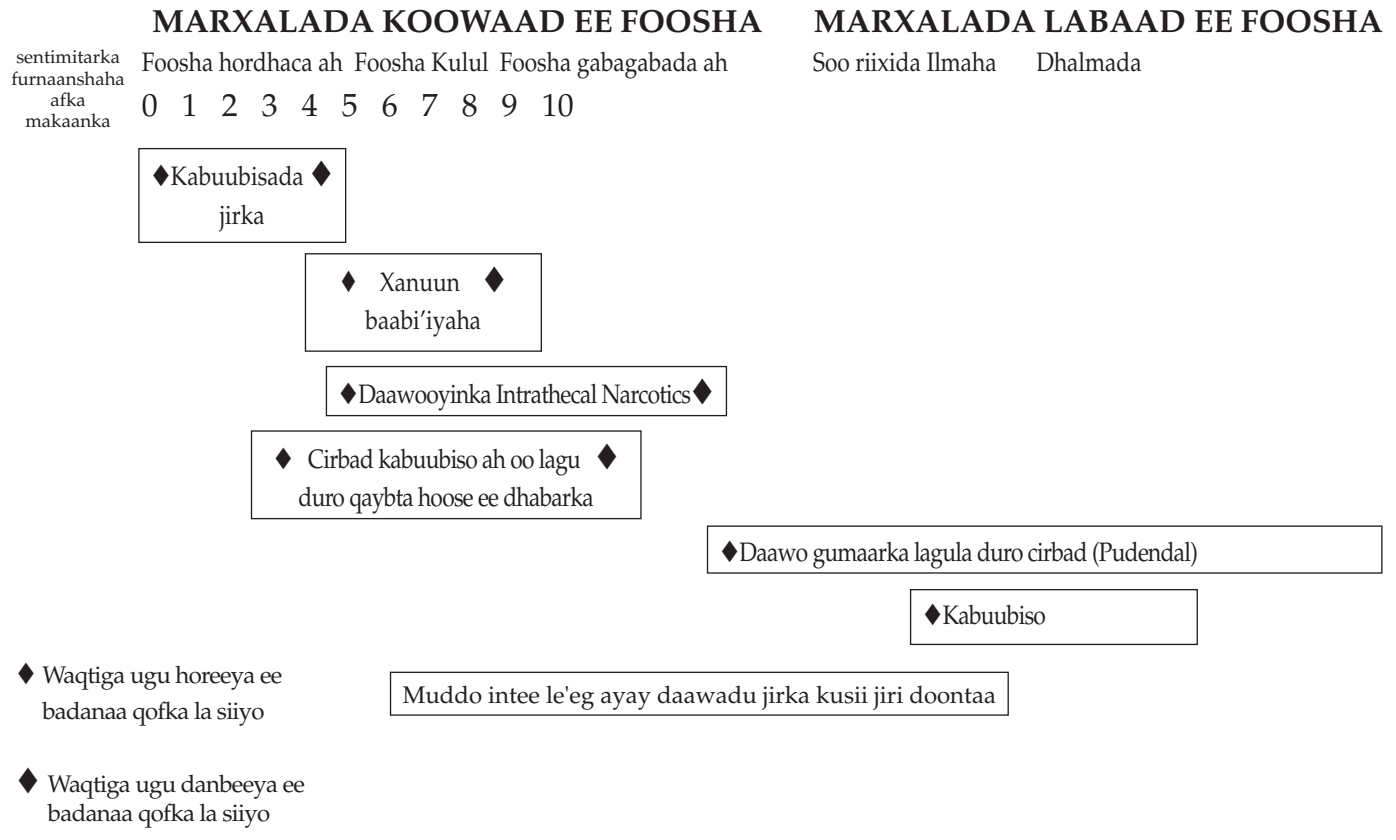 MARXALADA KOOWAAD EE FOOSHA
MARXALADA LABAAD EE FOOSHA
sentimitarka
furnaanshaha
afka
makaanka
Foosha hordhaca ah Foosha Kulul Foosha gabagabada ah
Soo riixida Ilmaha Dhalmada
0 1 2 3 4 5 6 7 8 9 10
♦Kabuubisada ♦
jirka
♦ Xanuun ♦
baabi’iyaha
♦Daawooyinka Intrathecal Narcotics♦
♦ Cirbad kabuubiso ah oo lagu ♦
duro qaybta hoose ee dhabarka
♦Daawo gumaarka lagula duro cirbad (Pudendal)
♦Kabuubiso
♦ Waqtiga ugu horeeya ee
badanaa qofka la siiyo
Muddo intee le'eg ayay daawadu jirka kusii jiri doontaa
♦ Waqtiga ugu danbeeya ee
badanaa qofka la siiyo